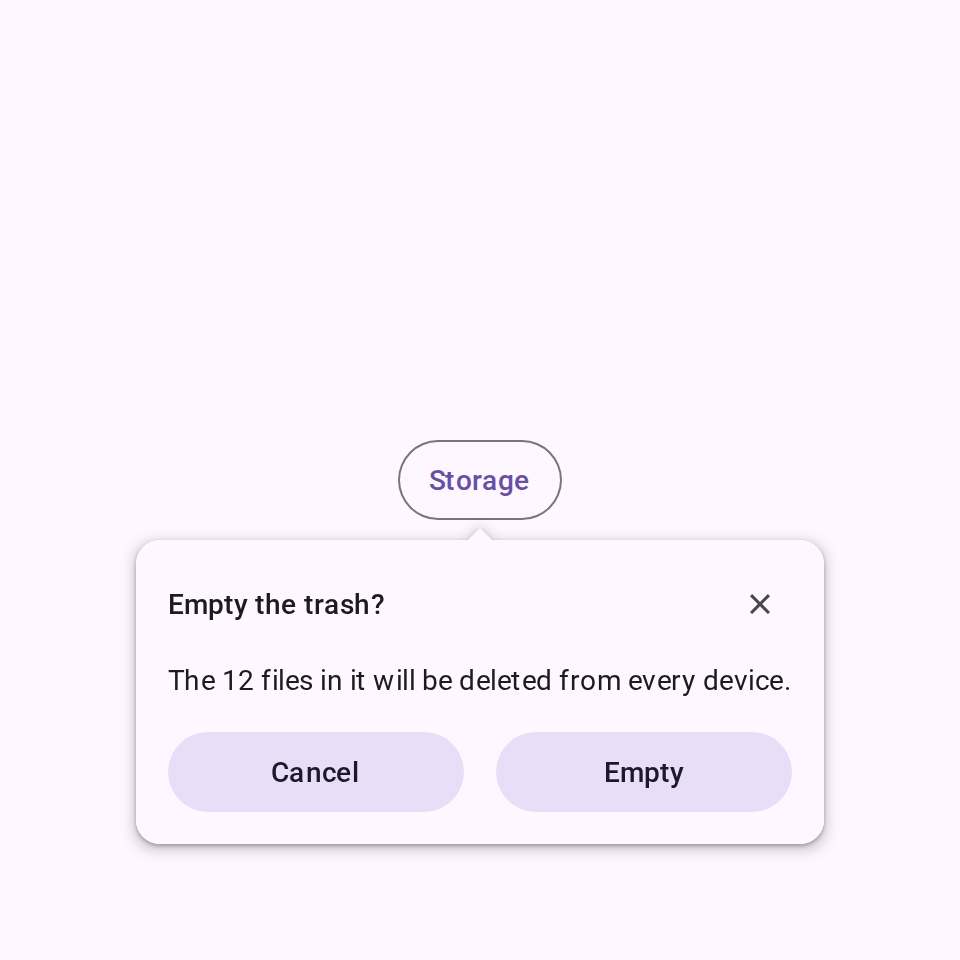 Storage
Empty the trash?
The 12 files in it will be deleted from every device.
Cancel
Empty